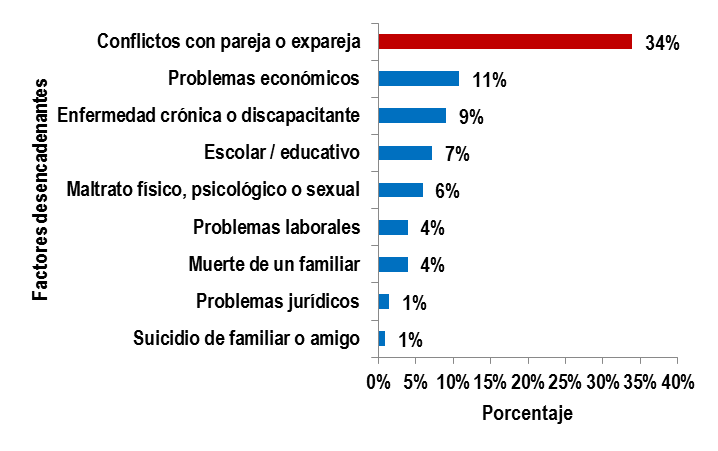 Factores desencadenantes
Conflictos con pareja o expareja 34%
Problemas económicos 11%
Enfermedad crónica o discapacitante 9%
Escolar / educativo 7%
Maltrato físico, psicológico o sexual 6%
Problemas laborales 4%
Muerte de un familiar 4%
Problemas jurídicos 1%
Suicidio de familiar o amigo 1%
0% 5% 10% 15% 20% 25% 30% 35% 40%
Porcentaje